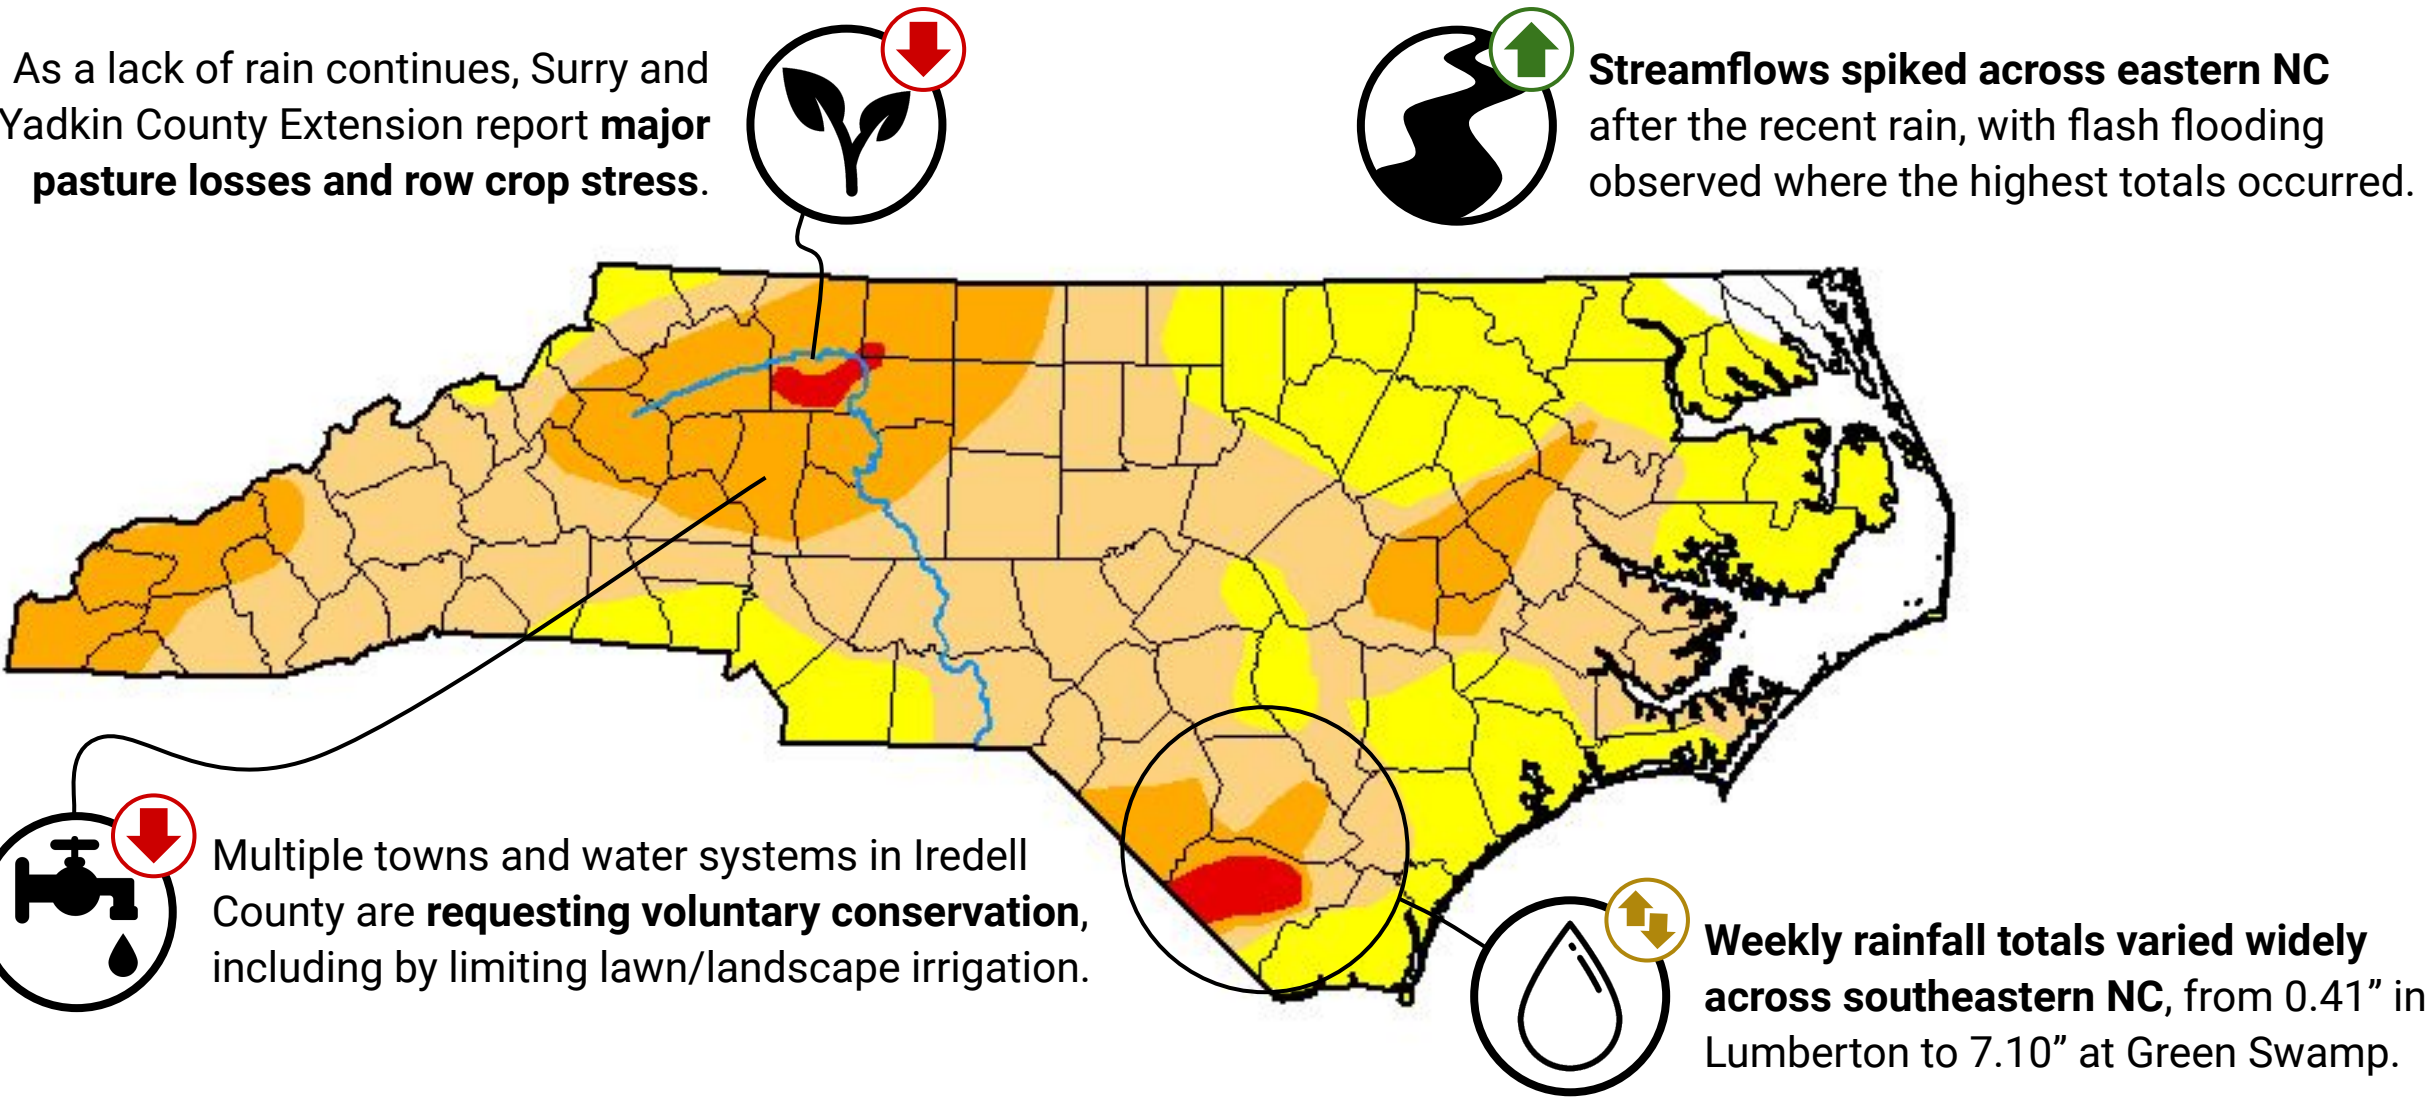 As a lack of rain continues, Surry and
Yadkin County Extension report major
pasture losses and row crop stress.
Streamflows spiked across eastern NC
after the recent rain, with flash flooding
observed where the highest totals occurred.
Multiple towns and water systems in Iredell
County are requesting voluntary conservation,
including by limiting lawn/landscape irrigation.
Weekly rainfall totals varied widely
across southeastern NC, from 0.41” in
Lumberton to 7.10” at Green Swamp.